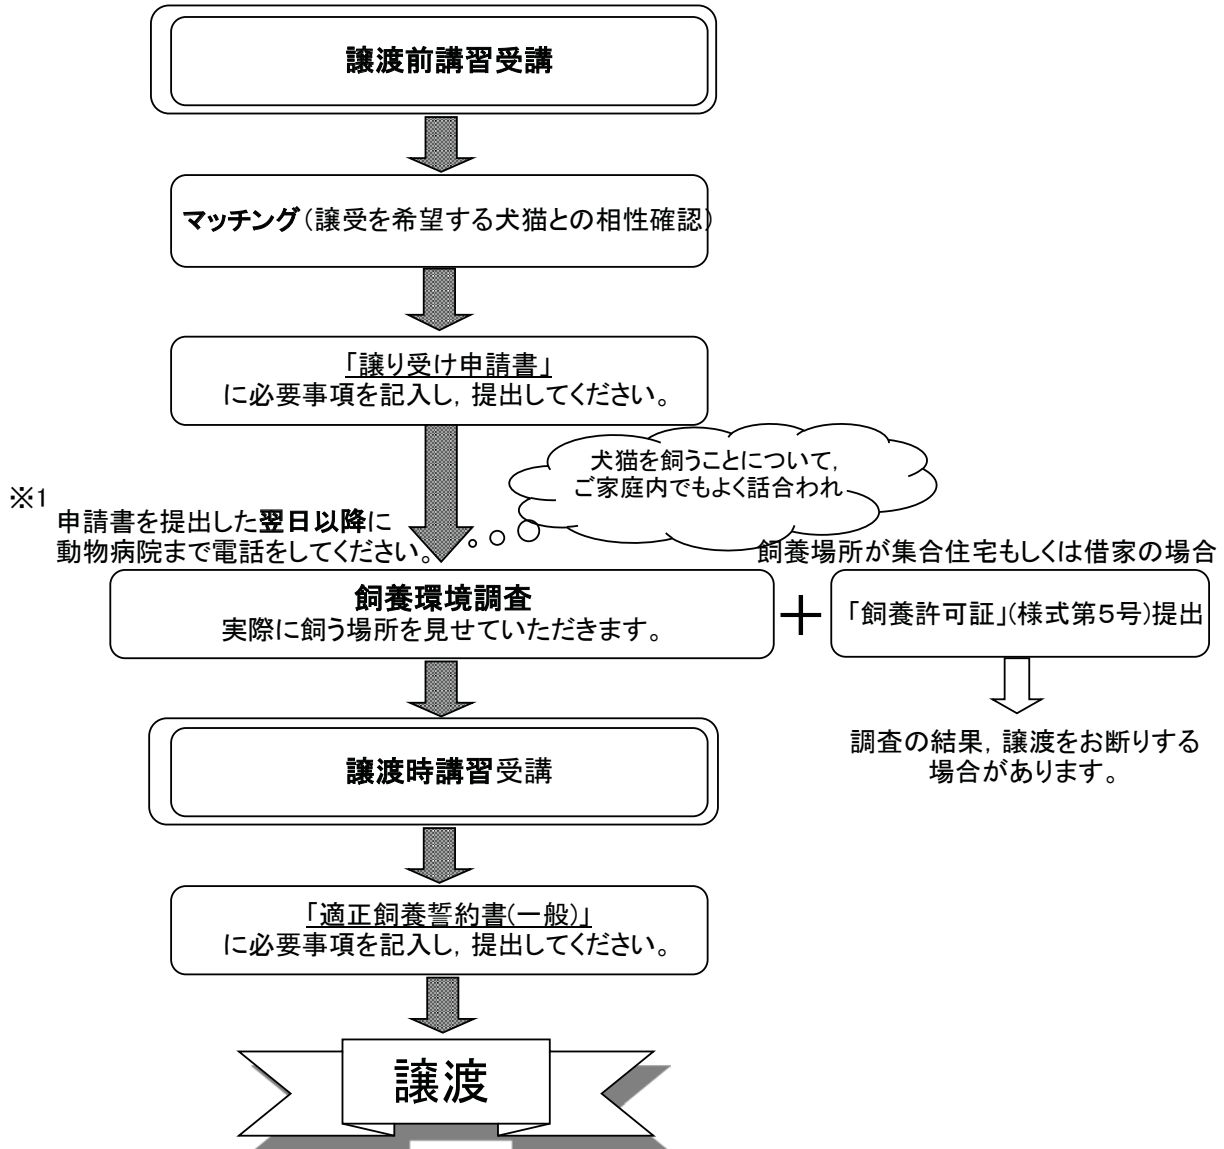 譲渡前講習受講
マッチング（譲受を希望する犬猫との相性確認）
「譲り受け申請書」
に必要事項を記入し，提出してください。
犬猫を飼うことについて，
ご家庭内でもよく話合われ
※1
申請書を提出した翌日以降に
動物病院まで電話をしてください。
飼養場所が集合住宅もしくは借家の場合
飼養環境調査
実際に飼う場所を見せていただきます。
＋
「飼養許可証」(様式第５号)提出
調査の結果，譲渡をお断りする
場合があります。
譲渡時講習受講
「適正飼養誓約書(一般)」
に必要事項を記入し，提出してください。
譲渡